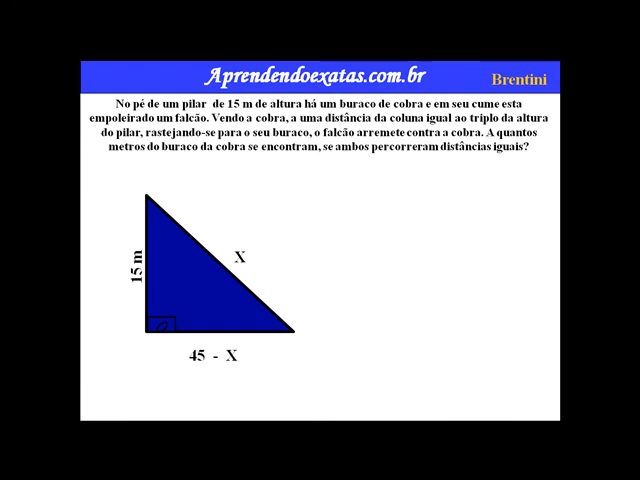 Aprendendoexatas.com.br
Brentini
No pé de um pilar de 15 m de altura há um buraco de cobra e em seu cume esta
empoleirado um falcão. Vendo a cobra, a uma distância da coluna igual ao triplo da altura
do pilar, rastejando-se para o seu buraco, o falcão arremete contra a cobra. A quantos
metros do buraco da cobra se encontram, se ambos percorreram distâncias iguais?
15 m
X
45 - X